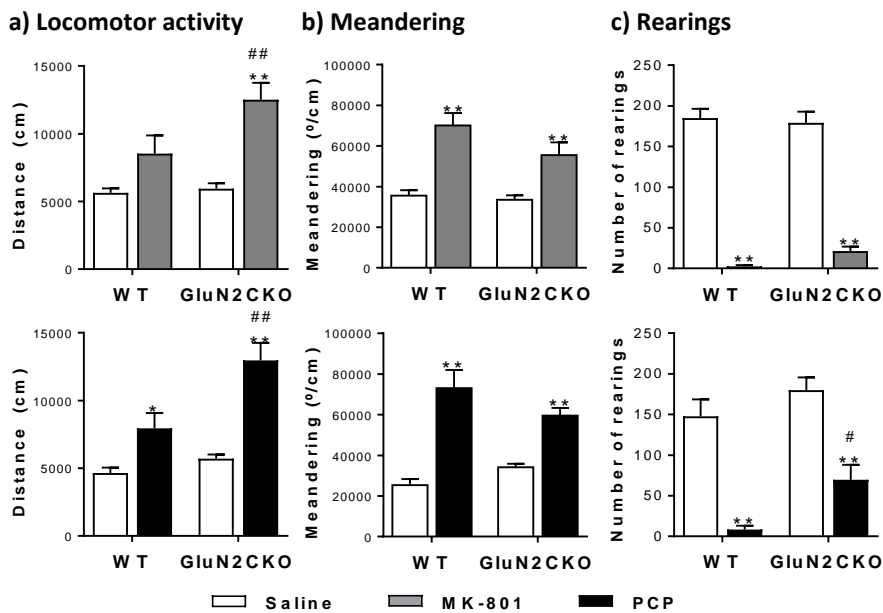 a) Locomotor activity
b) Meandering
c) Rearings
Distance (cm)
15000
10000
5000
0
##
**
WT
GluN2CKO
Meandering (º/cm)
100000
80000
60000
40000
20000
0
**
**
WT
GluN2CKO
Number of rearings
250
200
150
100
50
0
**
**
WT
GluN2CKO
Distance (cm)
15000
10000
5000
0
*
##
**
WT
GluN2CKO
Meandering (º/cm)
100000
80000
60000
40000
20000
0
**
**
WT
GluN2CKO
Number of rearings
250
200
150
100
50
0
**
#
**
WT
GluN2CKO
Saline
MK-801
PCP